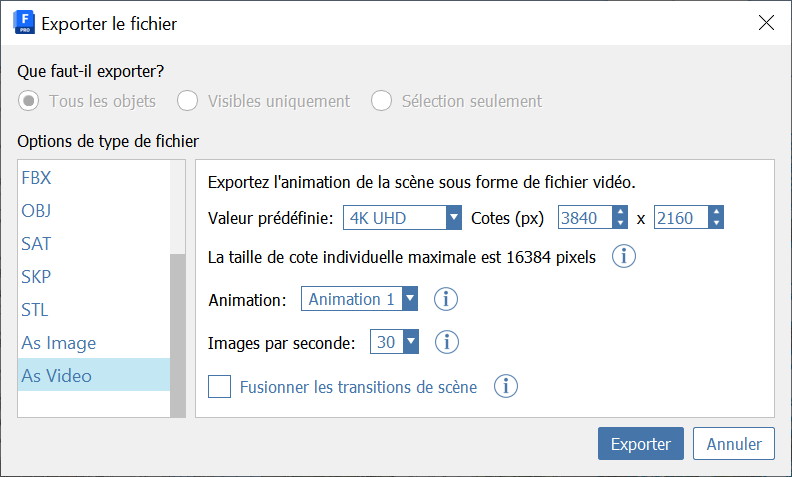 F
PRO
Exporter le fichier
Que faut-il exporter?
Tous les objets Visibles uniquement Sélection seulement
Options de type de fichier
FBX
OBJ
SAT
SKP
STL
As Image
As Video
Exportez l'animation de la scène sous forme de fichier vidéo.
Valeur prédéfinie: 4K UHD Cotes (px) 3840 x 2160
La taille de cote individuelle maximale est 16384 pixels i
Animation: Animation 1 i
Images par seconde: 30 i
Fusionner les transitions de scène i
Exporter Annuler